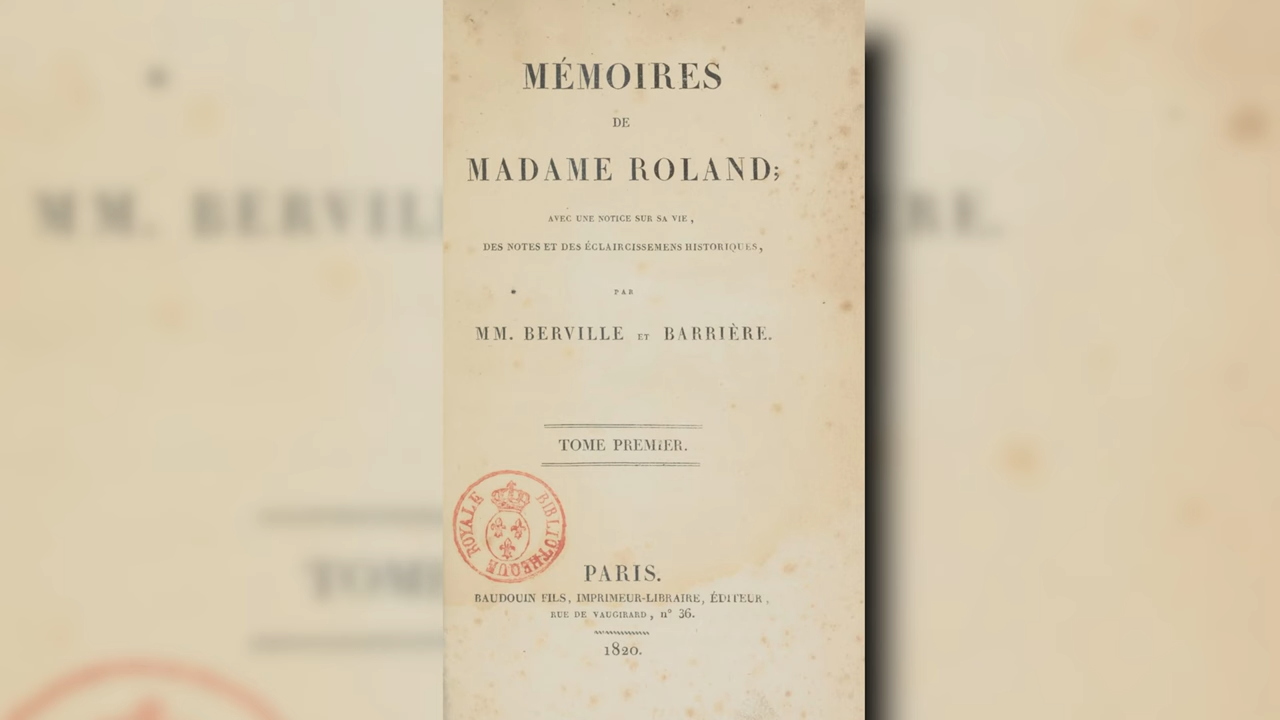 MÉMOIRES
DE
MADAME ROLAND;
AVEC UNE NOTICE SUR SA VIE,
DES NOTES ET DES ÉCLAIRCISSEMENS HISTORIQUES,
PAR
MM. BERVILLE ET BARRIÈRE.
TOME PREMIER.
BIBLIOTHEQUE ROYALE
PARIS.
BAUDOUIN FILS, IMPRIMEUR-LIBRAIRE, ÉDITEUR,
RUE DE VAUGIRARD, n° 36.
1820.